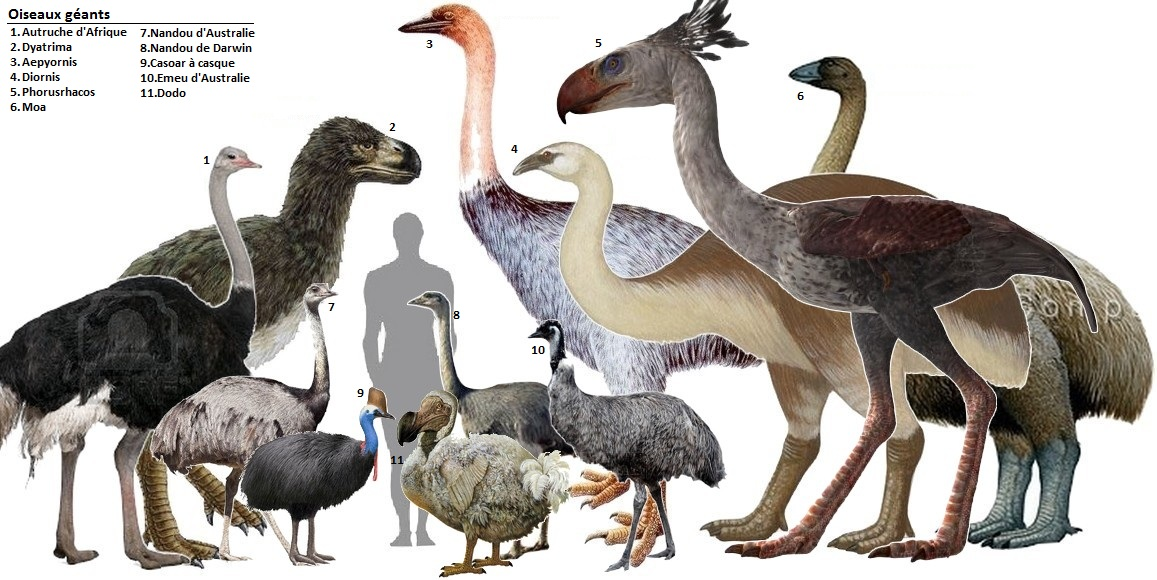 Oiseaux géants
1. Autruche d'Afrique
2. Dyatrima
3. Aepyornis
4. Diornis
5. Phorusrhacos
6. Moa
7.Nandou d'Australie
8.Nandou de Darwin
9.Casoar à casque
10.Emeu d'Australie
11.Dodo
1
2
3
4
5
6
7
8
9
10
11